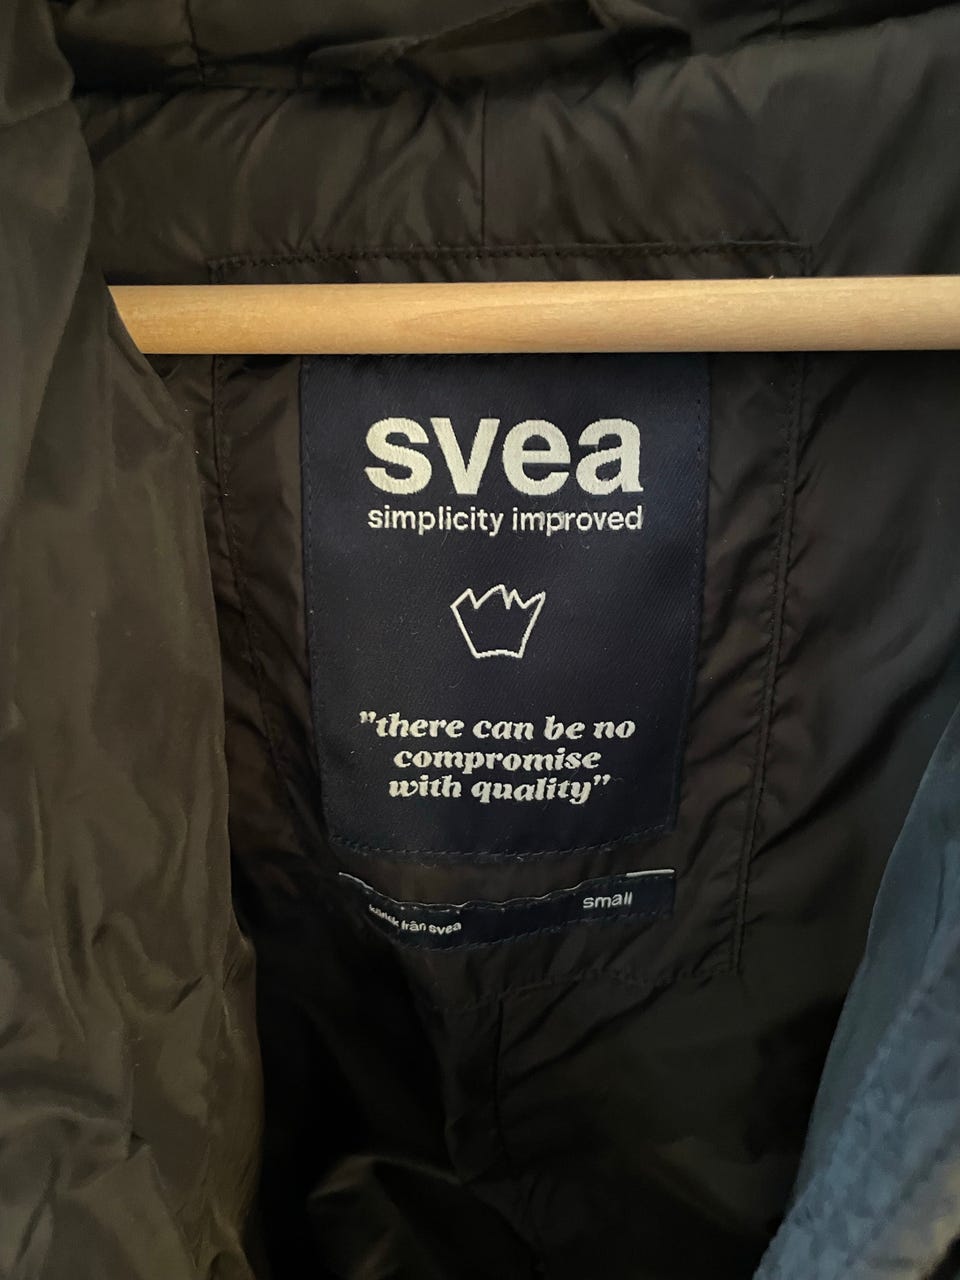 svea
simplicity improved
”there can be no
compromise
with quality”
small
från svea